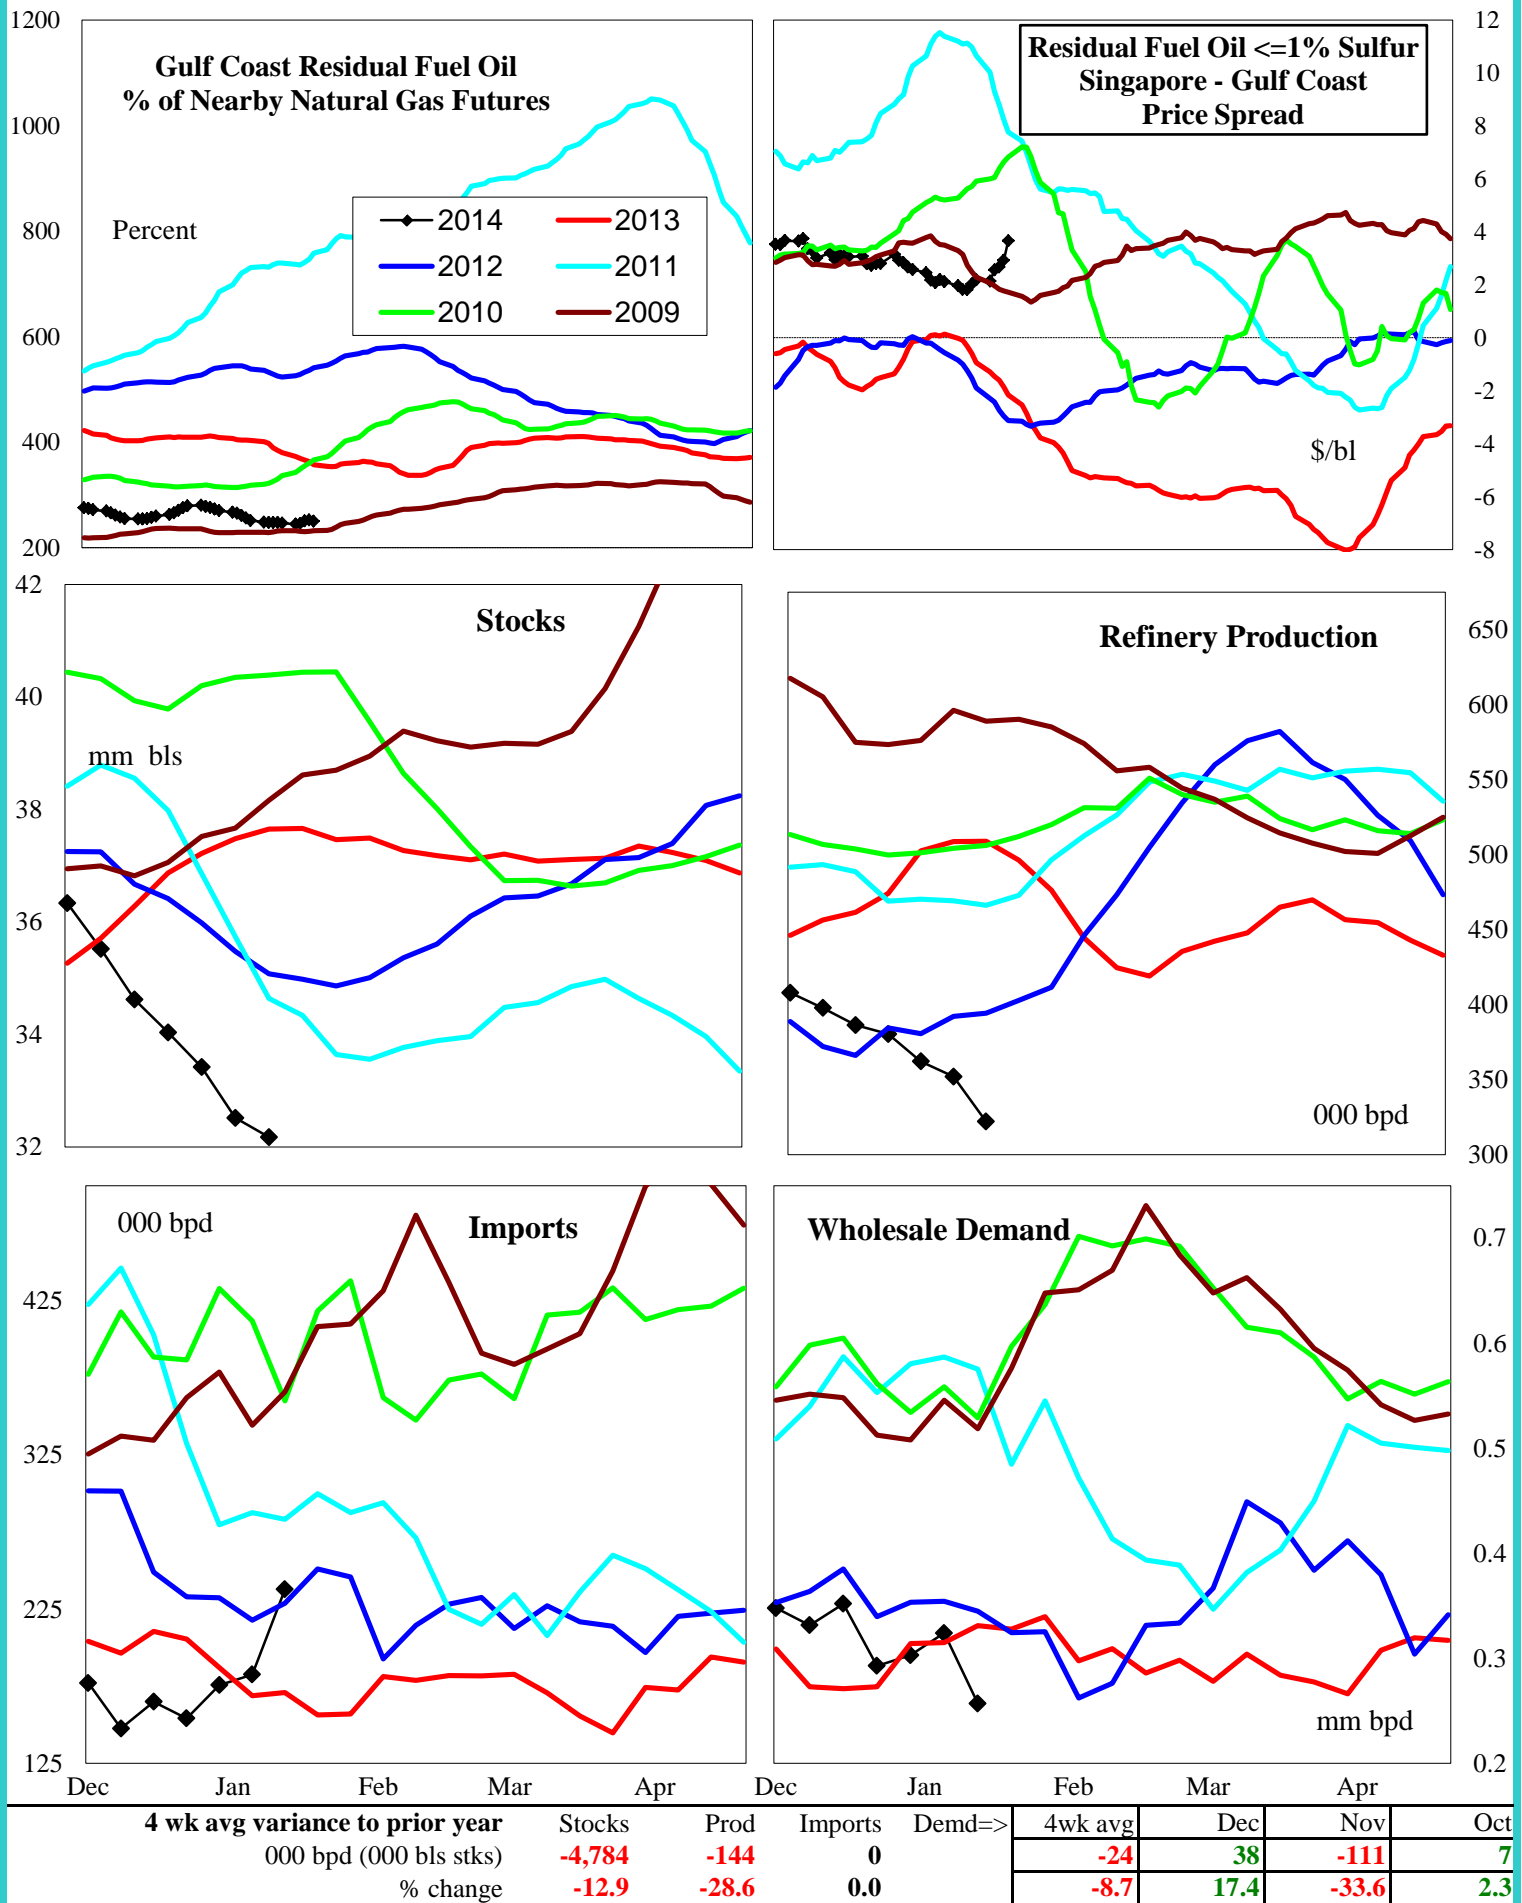 Gulf Coast Residual Fuel Oil
% of Nearby Natural Gas Futures
Percent
1200
1000
800
600
400
200
2014
2013
2012
2011
2010
2009
Residual Fuel Oil <=1% Sulfur
Singapore - Gulf Coast
Price Spread
$/bl
12
10
8
6
4
2
0
-2
-4
-6
-8
Stocks
mm bls
42
40
38
36
34
32
Refinery Production
000 bpd
650
600
550
500
450
400
350
300
Imports
000 bpd
425
325
225
125
Dec Jan Feb Mar Apr
Wholesale Demand
mm bpd
0.7
0.6
0.5
0.4
0.3
0.2
Dec Jan Feb Mar Apr
4 wk avg variance to prior year Stocks Prod Imports Demd=> 4wk avg Dec Nov Oct
000 bpd (000 bls stks) -4,784 -144 0 -24 38 -111 7
% change -12.9 -28.6 0.0 -8.7 17.4 -33.6 2.3